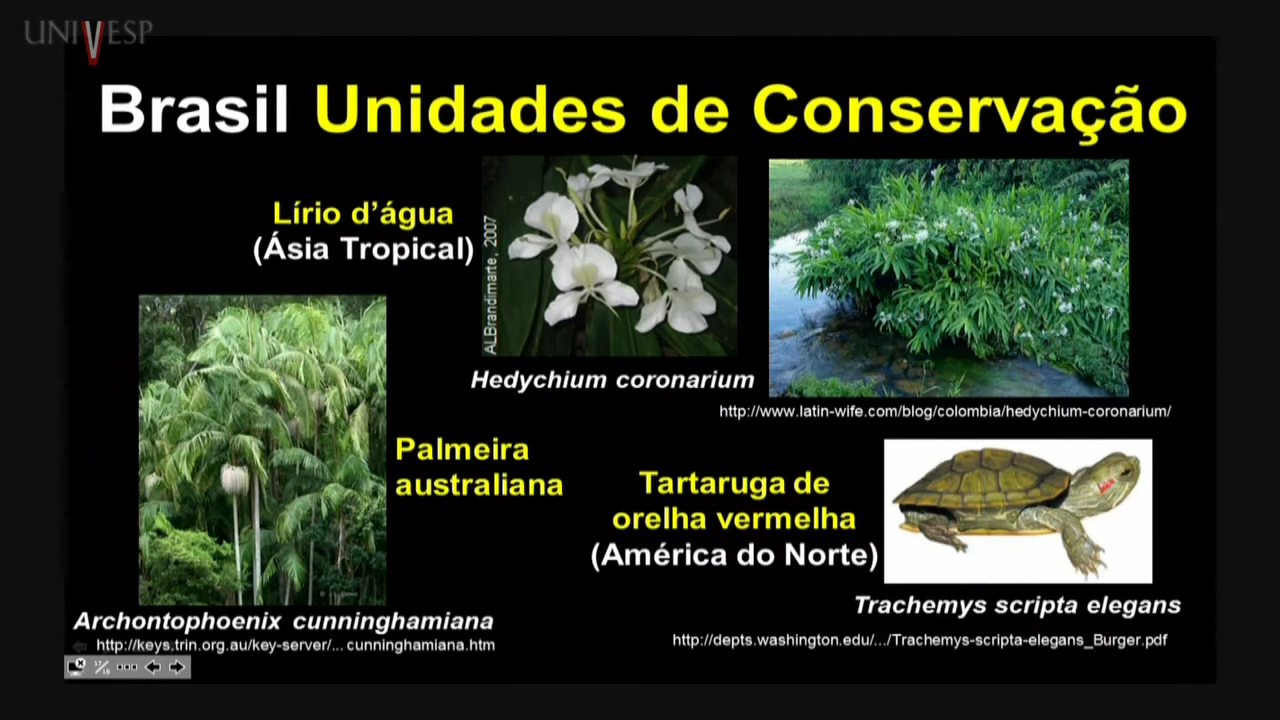 UNIVESP
Brasil Unidades de Conservação
Lírio d’água
(Ásia Tropical)
ALBrandimarte, 2007
Hedychium coronarium
http://www.latin-wife.com/blog/colombia/hedychium-coronarium/
Palmeira
australiana
Tartaruga de
orelha vermelha
(América do Norte)
Archontophoenix cunninghamiana
http://keys.trin.org.au/key-server/... cunninghamiana.htm
Trachemys scripta elegans
http://depts.washington.edu/.../Trachemys-scripta-elegans_Burger.pdf